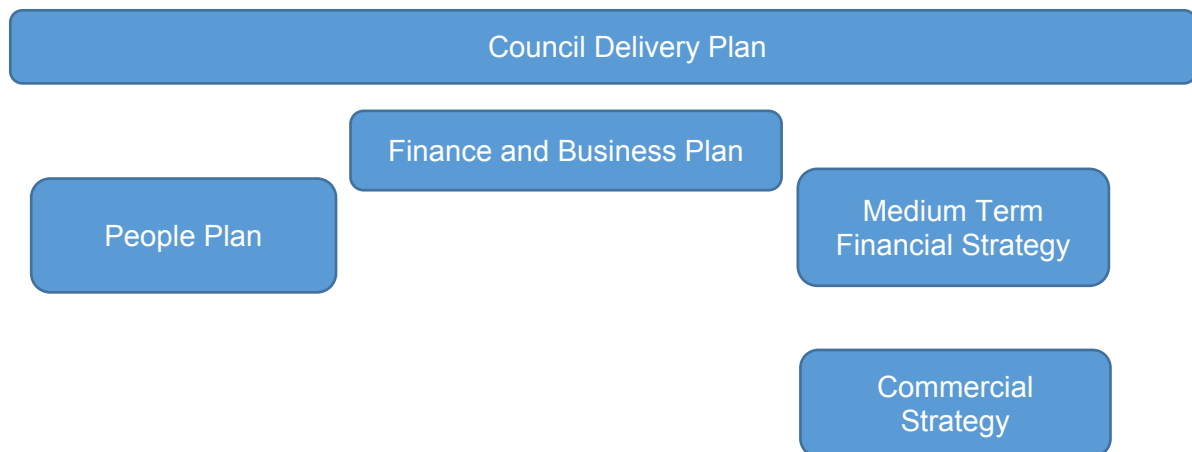 Council Delivery Plan
Finance and Business Plan
People Plan
Medium Term
Financial Strategy
Commercial
Strategy